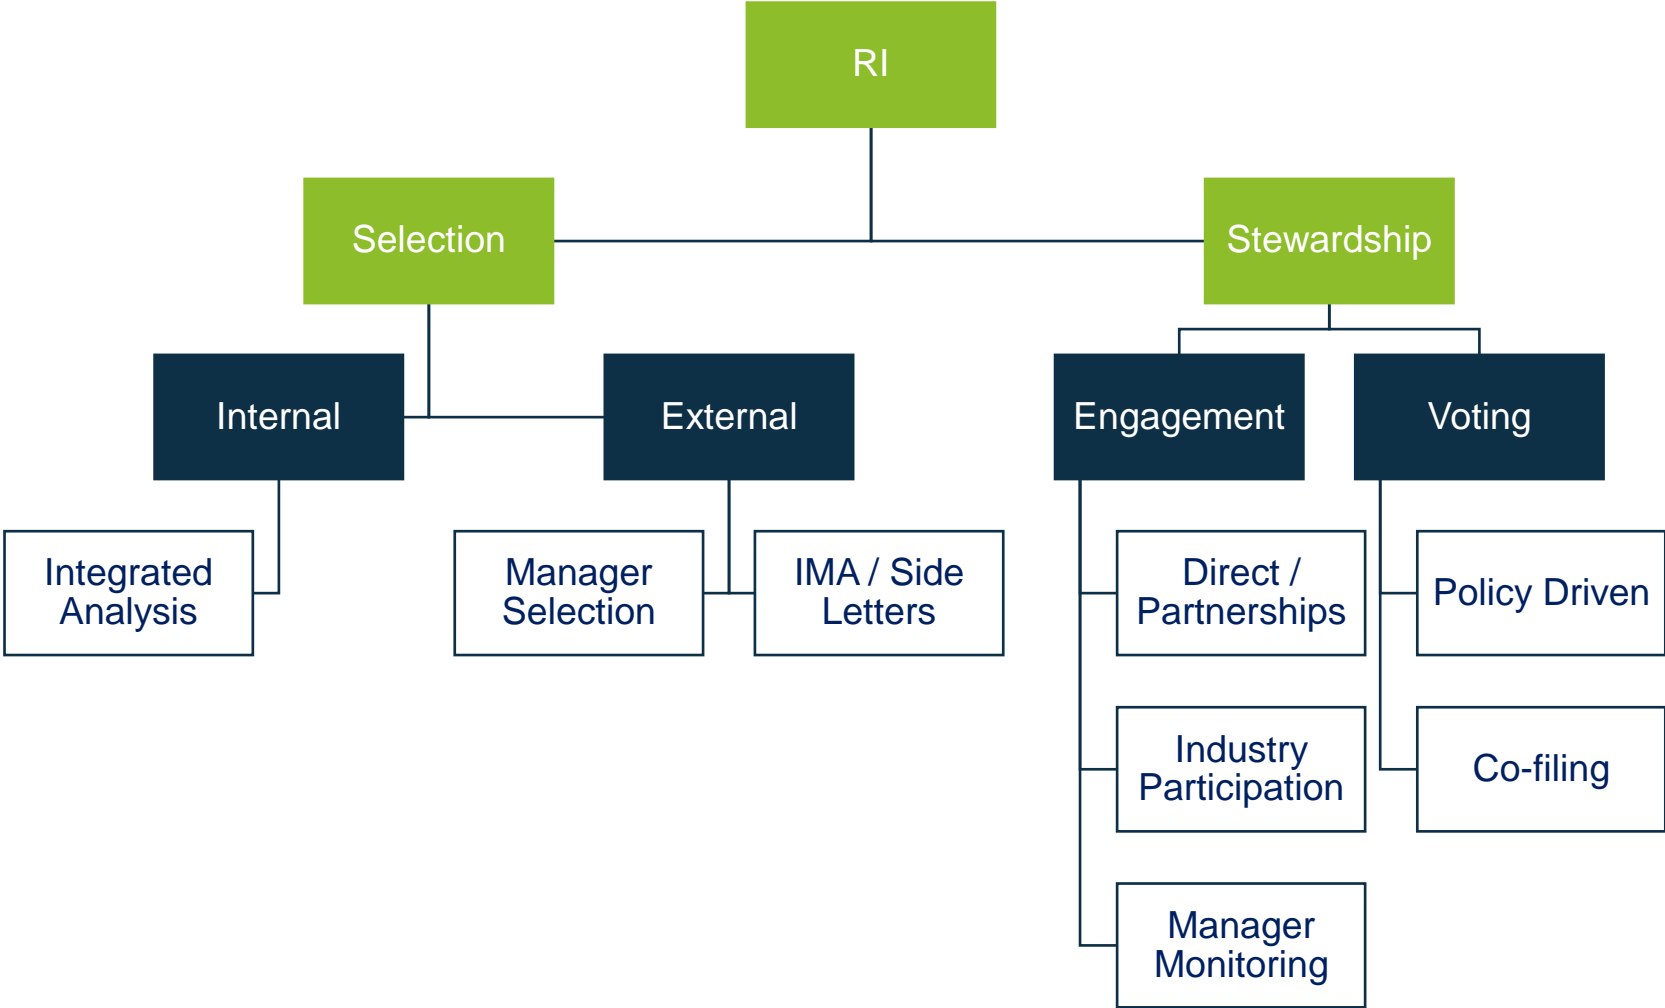 RI
Selection
Stewardship
Internal
External
Engagement
Voting
Integrated
Analysis
Manager
Selection
IMA / Side
Letters
Direct /
Partnerships
Policy Driven
Industry
Participation
Co-filing
Manager
Monitoring